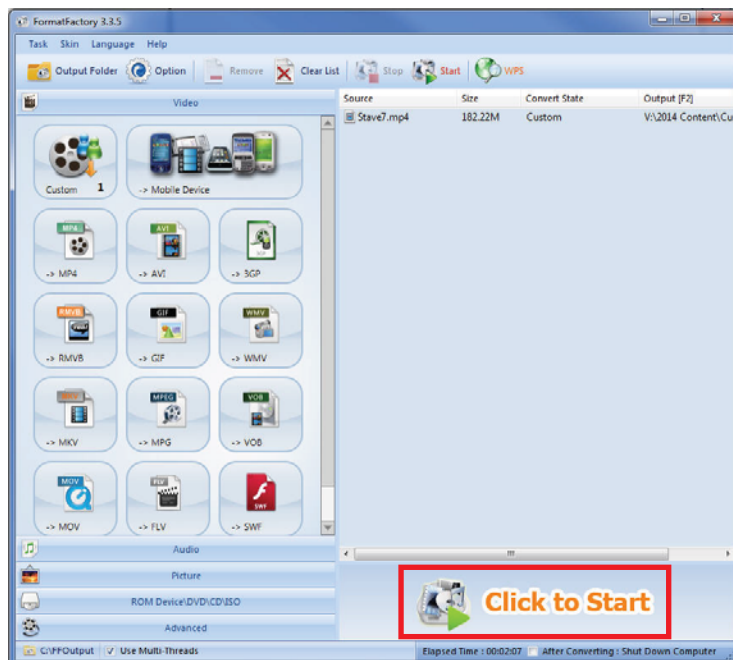 FormatFactory 3.3.5
Task Skin Language Help
Output Folder Option Remove Clear List Stop Start WPS
Video
Source Size Convert State Output [F2]
Stave7.mp4 182.22M Custom V:\2014 Content\Cu
Custom 1 -> Mobile Device
MP4 AVI 3GP
-> MP4 -> AVI -> 3GP
RMVB GIF WMV
-> RMVB -> GIF -> WMV
MKV MPEG VOB
-> MKV -> MPG -> VOB
MOV FLV SWF
-> MOV -> FLV -> SWF
Audio
Picture
ROM Device\DVD\CD\ISO
Advanced
Click to Start
C:\FFOutput Use Multi-Threads Elapsed Time : 00:02:07 After Converting : Shut Down Computer